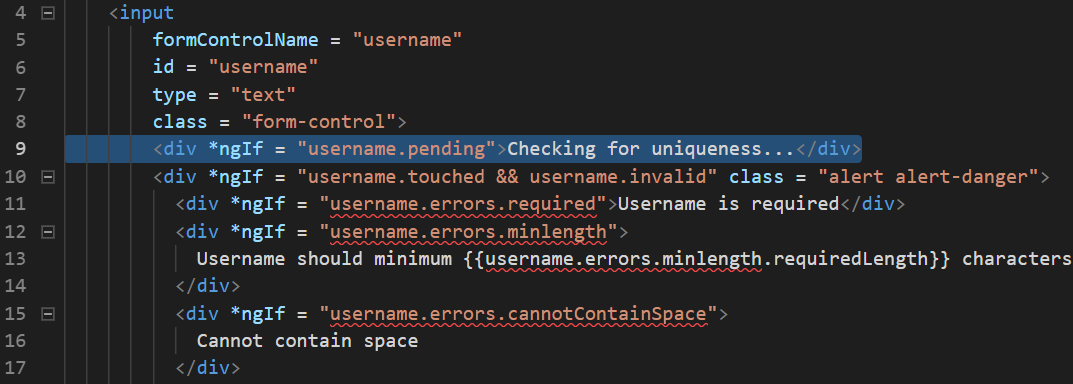 4 <input
5 formControlName = "username"
6 id = "username"
7 type = "text"
8 class = "form-control">
9 <div *ngIf = "username.pending">Checking for uniqueness...</div>
10 <div *ngIf = "username.touched && username.invalid" class = "alert alert-danger">
11 <div *ngIf = "username.errors.required">Username is required</div>
12 <div *ngIf = "username.errors.minlength">
13 Username should minimum {{username.errors.minlength.requiredLength}} characters
14 </div>
15 <div *ngIf = "username.errors.cannotContainSpace">
16 Cannot contain space
17 </div>